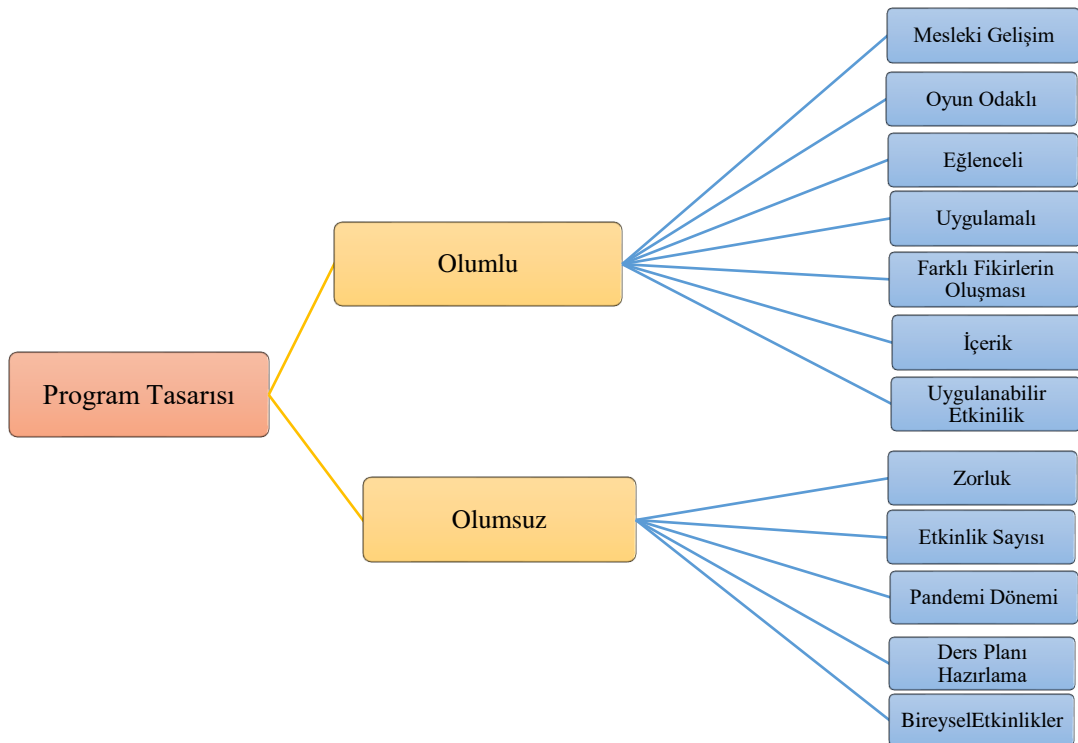 Program Tasarısı
Olumlu
Mesleki Gelişim
Oyun Odaklı
Eğlenceli
Uygulamalı
Farklı Fikirlerin
Oluşması
İçerik
Uygulanabilir
Etkinilik
Olumsuz
Zorluk
Etkinlik Sayısı
Pandemi Dönemi
Ders Planı
Hazırlama
BireyselEtkinlikler